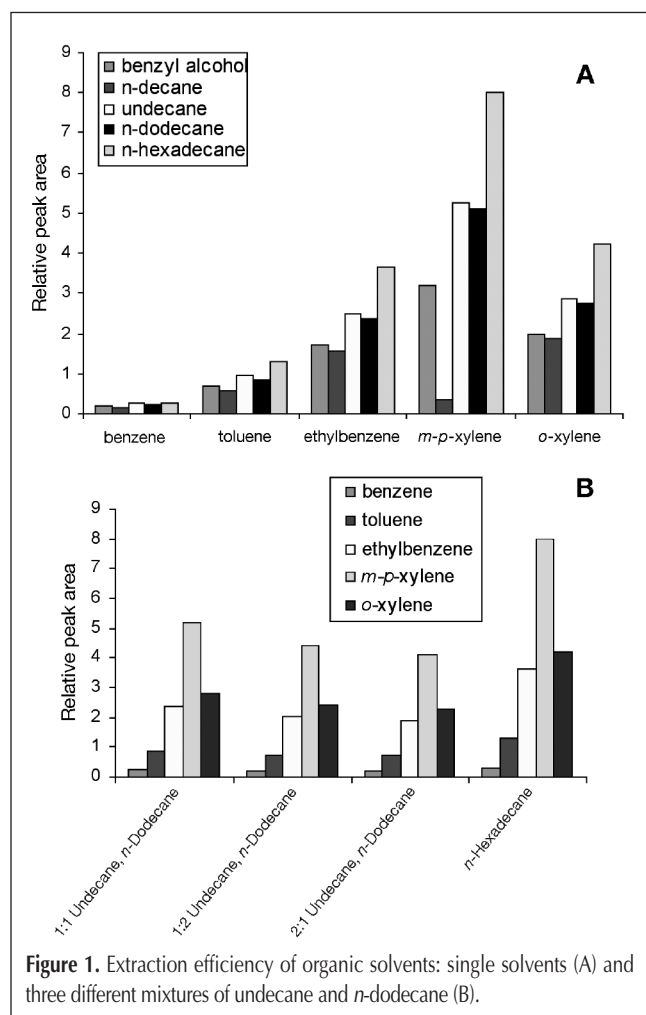 A
Relative peak area
9
8
7
6
5
4
3
2
1
0
benzyl alcohol
n-decane
undecane
n-dodecane
n-hexadecane
benzene
toluene
ethylbenzene
m-p-xylene
o-xylene
B
Relative peak area
9
8
7
6
5
4
3
2
1
0
benzene
toluene
ethylbenzene
m-p-xylene
o-xylene
1:1 Undecane, n-Dodecane
1:2 Undecane, n-Dodecane
2:1 Undecane, n-Dodecane
n-Hexadecane
Figure 1. Extraction efficiency of organic solvents: single solvents (A) and
three different mixtures of undecane and n-dodecane (B).